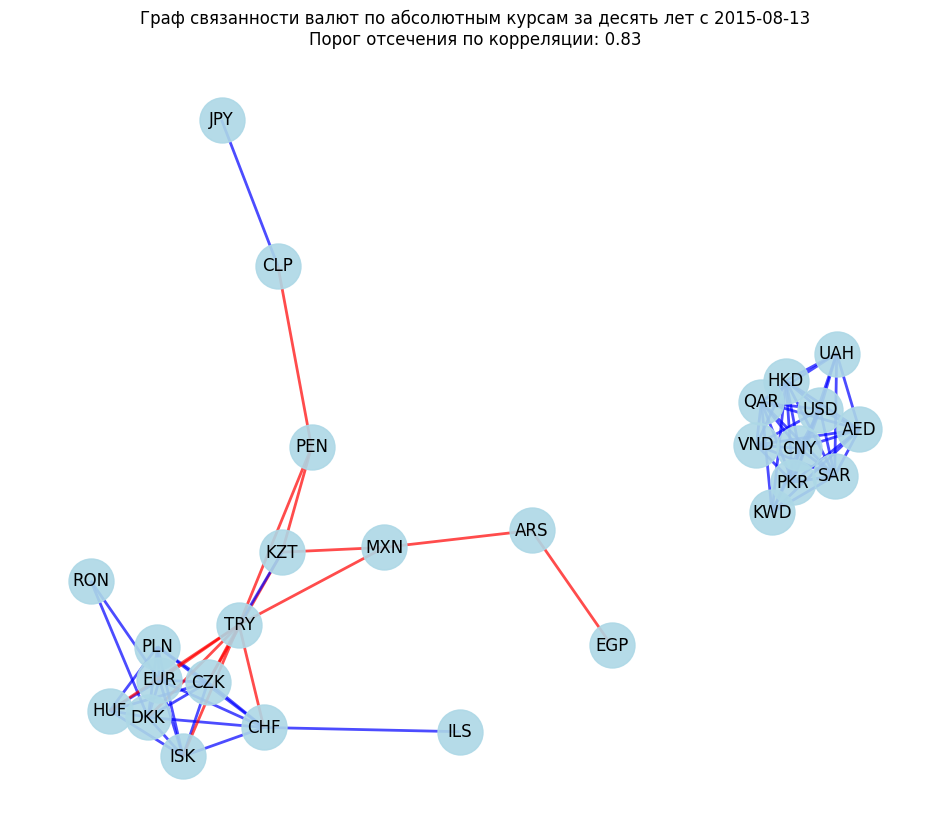 Граф связанности валют по абсолютным курсам за десять лет с 2015-08-13
Порог отсечения по корреляции: 0.83
JPY
CLP
UAH
HKD
QAR
USD
AED
VND
CNY
PEN
SAR
PKR
KWD
ARS
MXN
KZT
RON
TRY
EGP
PLN
EUR
CZK
HUF
DKK
CHF
ILS
ISK